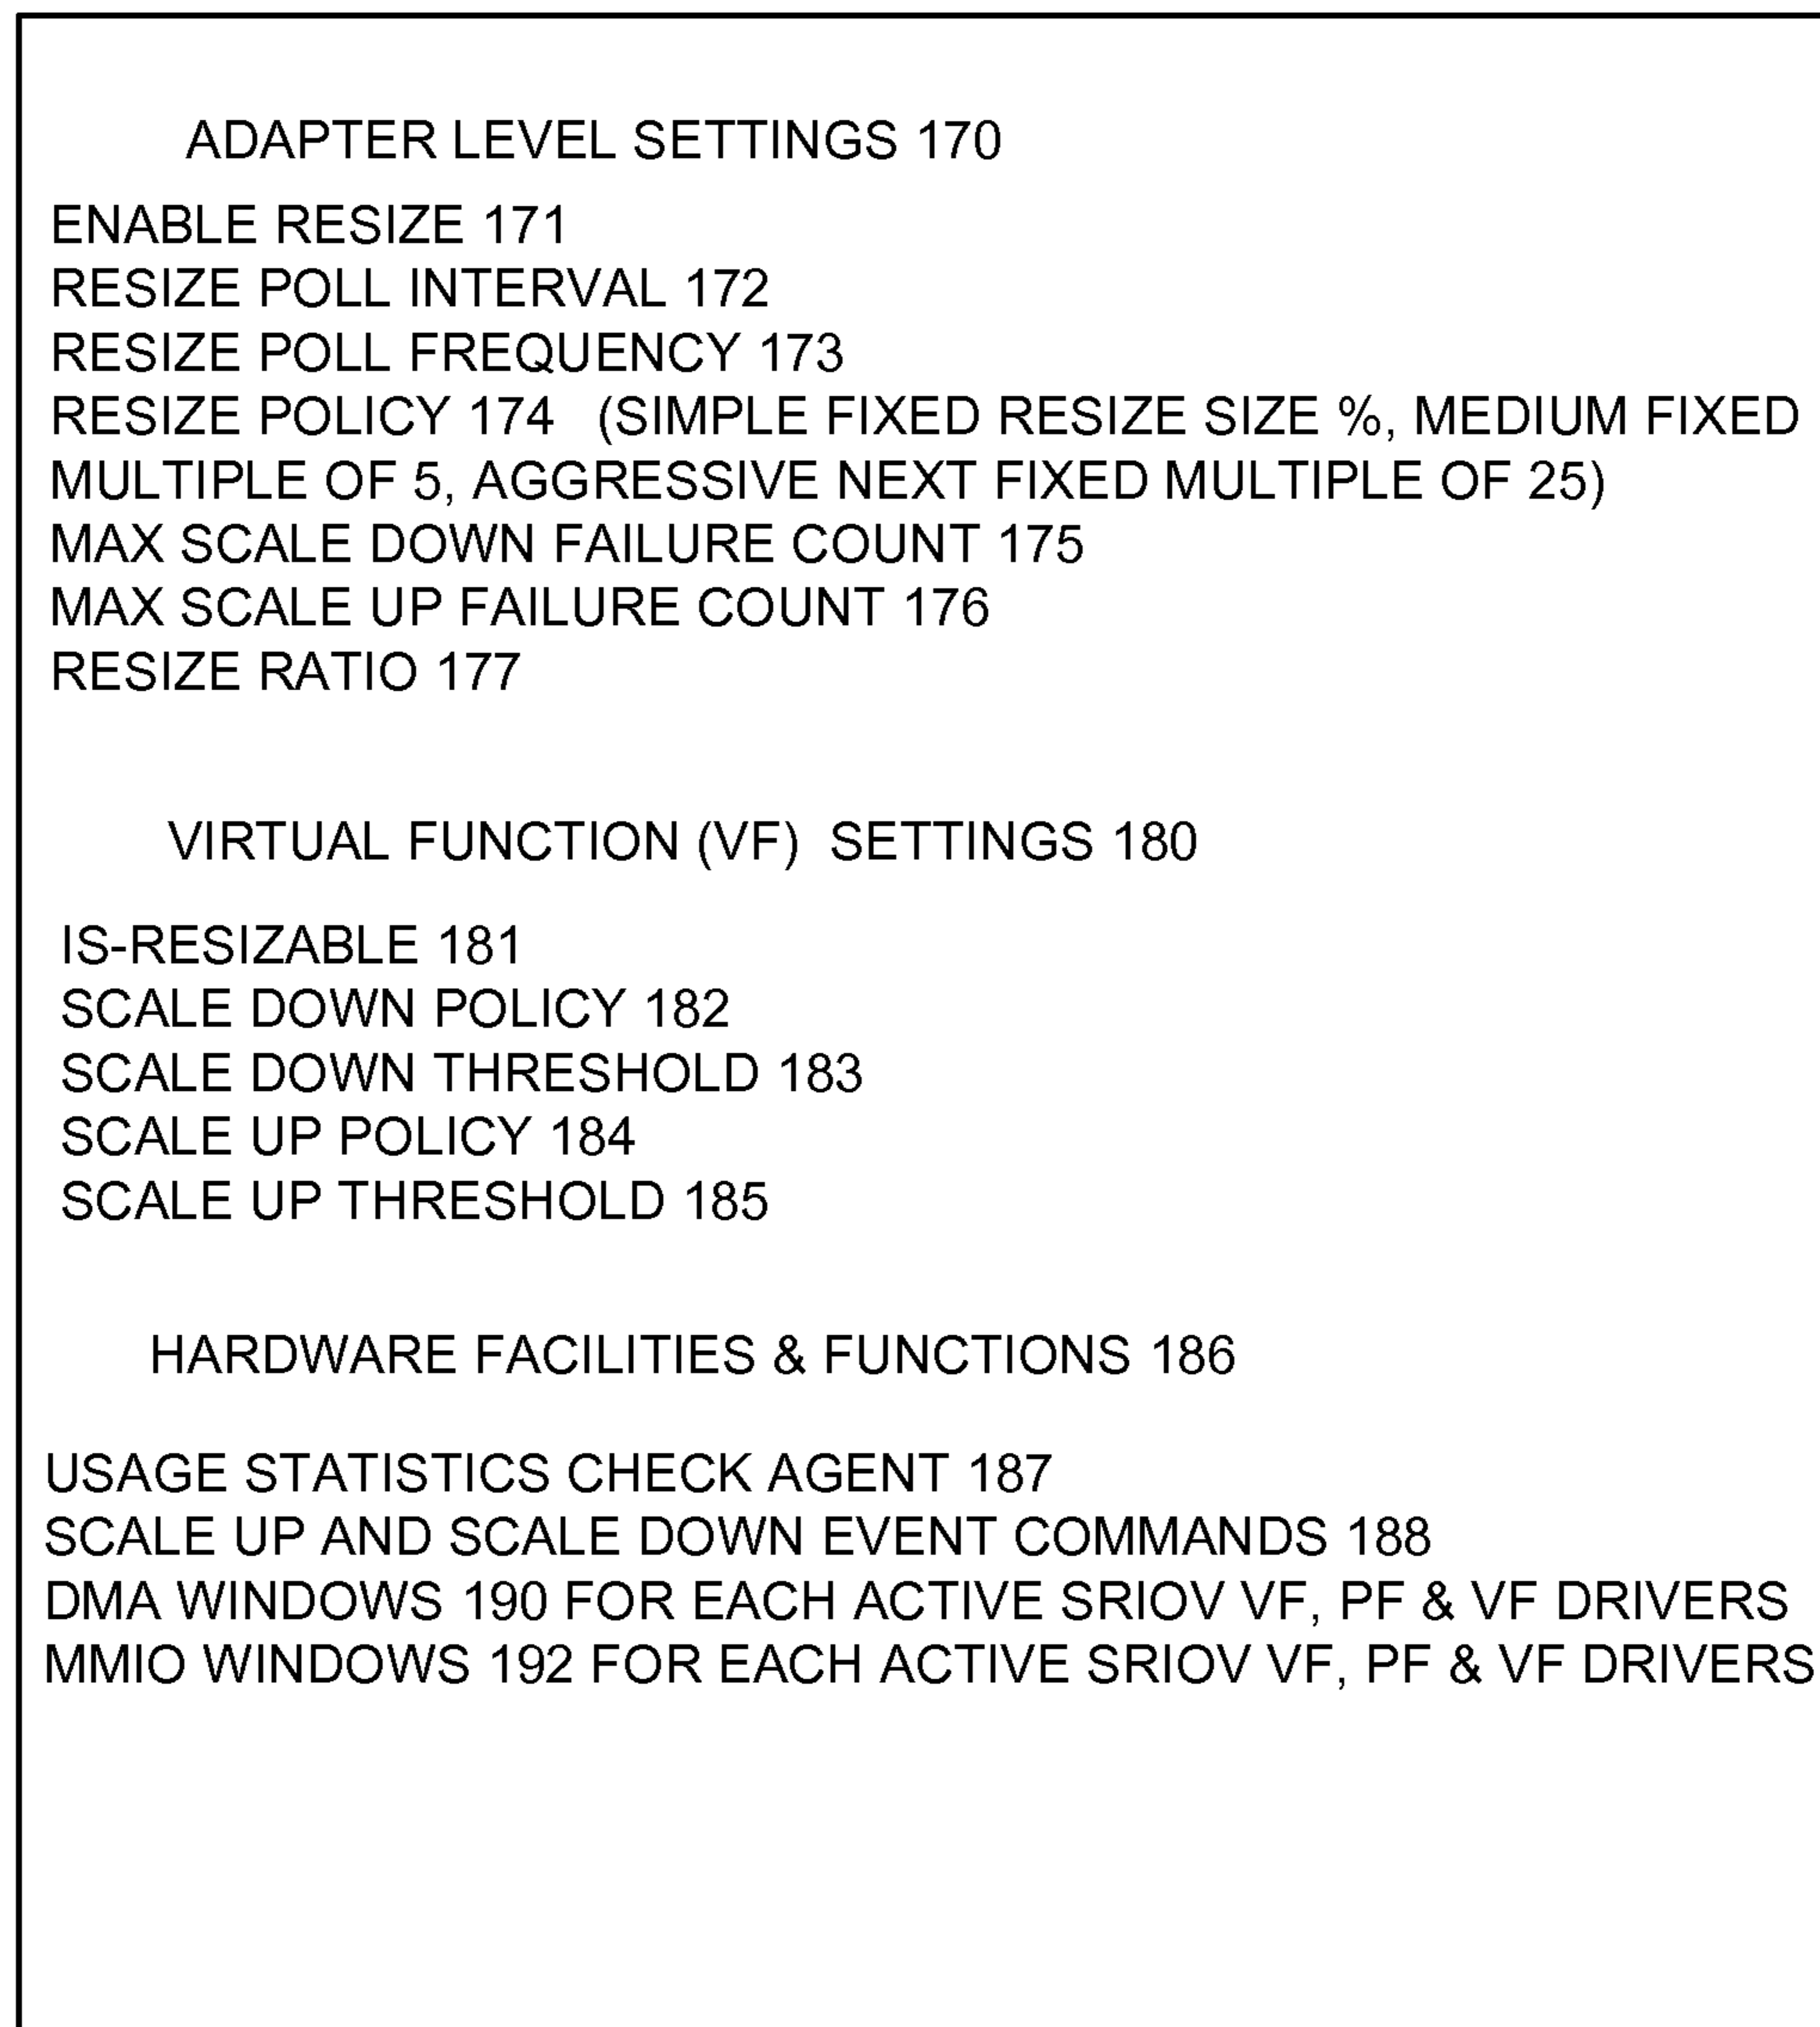 ADAPTER LEVEL SETTINGS 170
ENABLE RESIZE 171
RESIZE POLL INTERVAL 172
RESIZE POLL FREQUENCY 173
RESIZE POLICY 174 (SIMPLE FIXED RESIZE SIZE %, MEDIUM FIXED
MULTIPLE OF 5, AGGRESSIVE NEXT FIXED MULTIPLE OF 25)
MAX SCALE DOWN FAILURE COUNT 175
MAX SCALE UP FAILURE COUNT 176
RESIZE RATIO 177
VIRTUAL FUNCTION (VF) SETTINGS 180
IS-RESIZABLE 181
SCALE DOWN POLICY 182
SCALE DOWN THRESHOLD 183
SCALE UP POLICY 184
SCALE UP THRESHOLD 185
HARDWARE FACILITIES & FUNCTIONS 186
USAGE STATISTICS CHECK AGENT 187
SCALE UP AND SCALE DOWN EVENT COMMANDS 188
DMA WINDOWS 190 FOR EACH ACTIVE SRIOV VF, PF & VF DRIVERS
MMIO WINDOWS 192 FOR EACH ACTIVE SRIOV VF, PF & VF DRIVERS